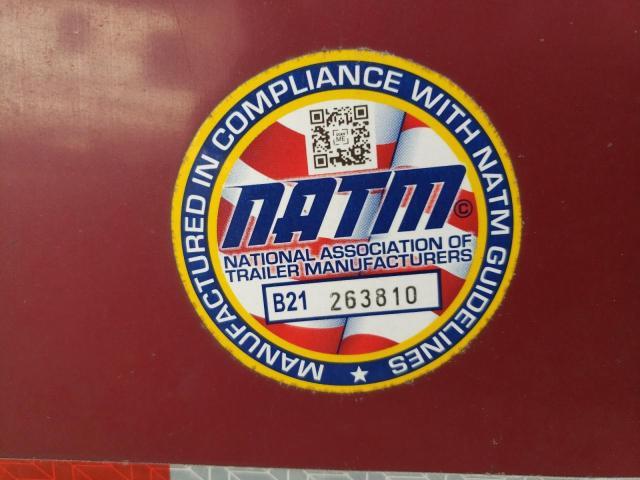 MANUFACTURED IN COMPLIANCE WITH NATM GUIDELINES
NATM ©
NATIONAL ASSOCIATION OF
TRAILER MANUFACTURERS
B21 263810